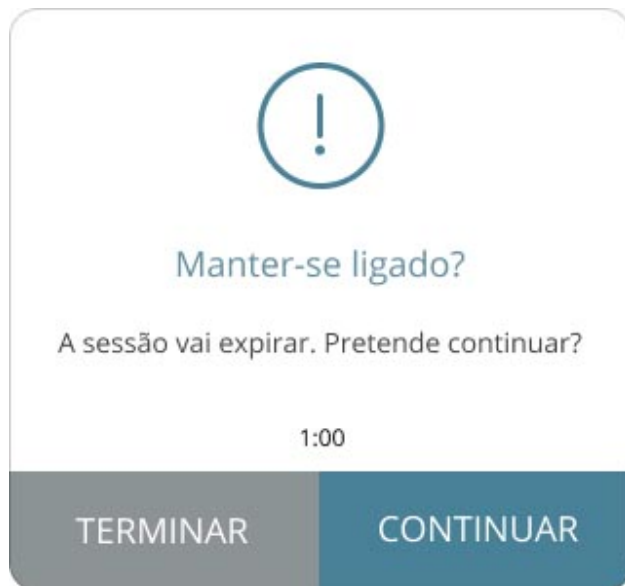 Manter-se ligado?
A sessão vai expirar. Pretende continuar?
1:00
TERMINAR CONTINUAR